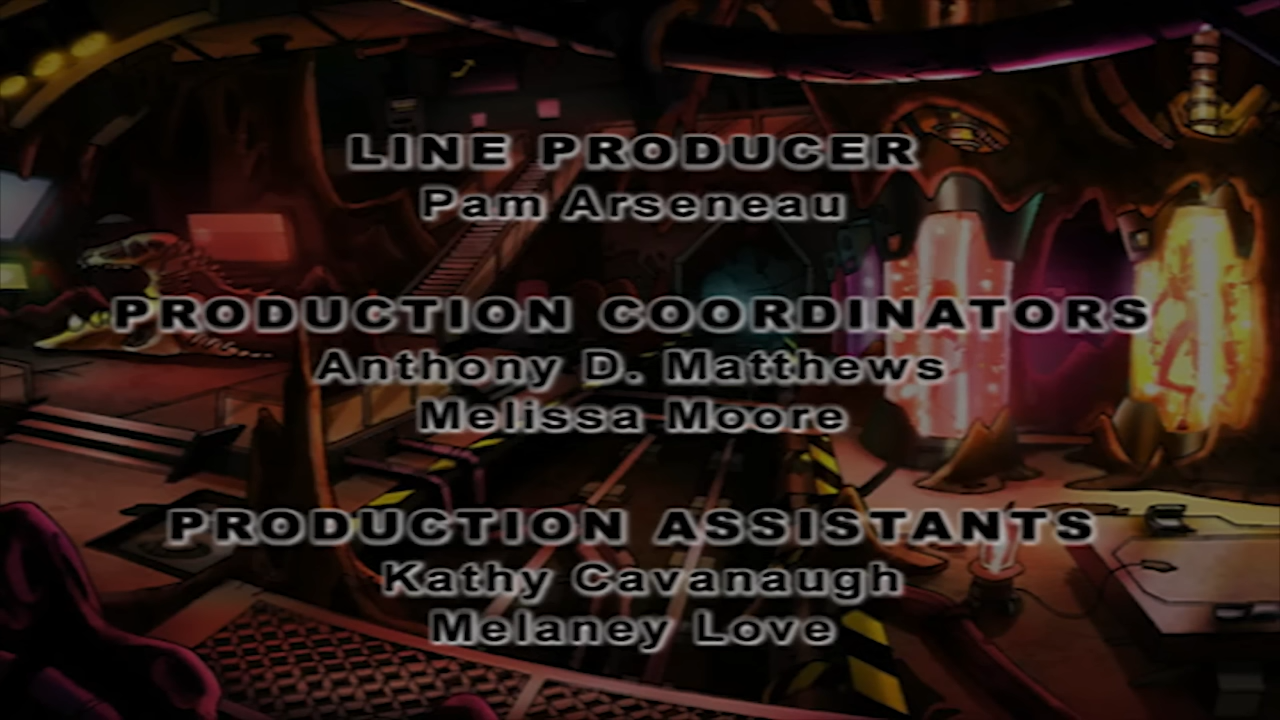 LINE PRODUCER
Pam Arseneau
PRODUCTION COORDINATORS
Anthony D. Matthews
Melissa Moore
PRODUCTION ASSISTANTS
Kathy Cavanaugh
Melaney Love